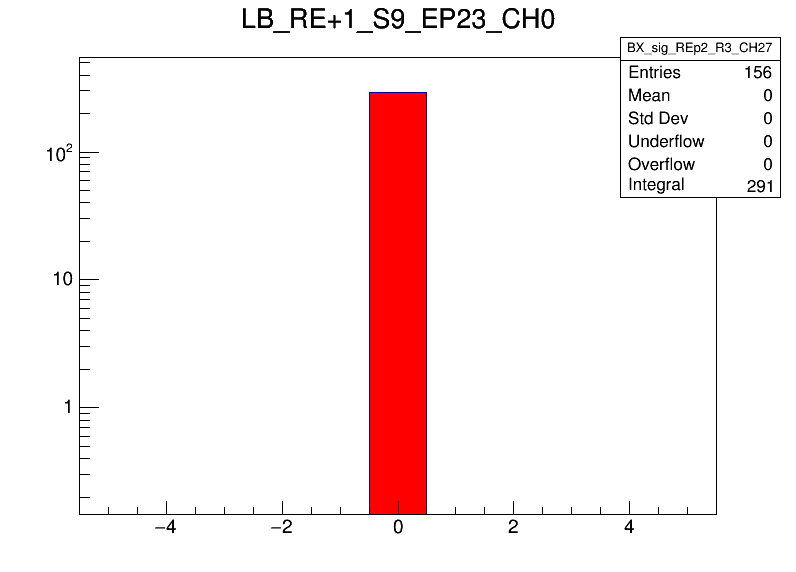 LB_RE+1_S9_EP23_CH0
BX_sig_REp2_R3_CH27
Entries 156
Mean 0
Std Dev 0
Underflow 0
Overflow 0
Integral 291
10²
10
1
−4 −2 0 2 4